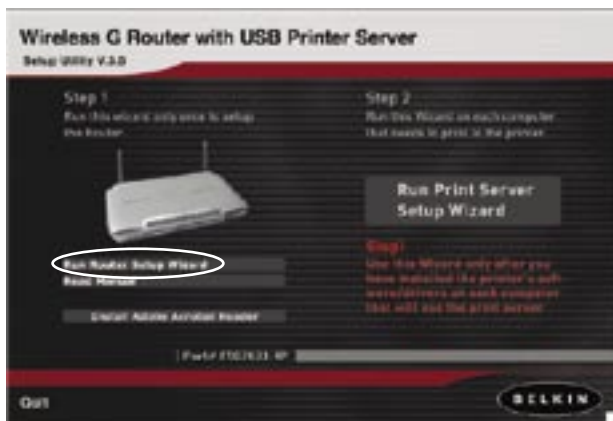 Wireless G Router with USB Printer Server
Setup Utility V.3.0
Step 1
Run this wizard only once to setup
the Router
Step 2
Run this Wizard on each computer
that needs to print to the printer
Run Print Server
Setup Wizard
Run Router Setup Wizard
Read Manual
Install Adobe Acrobat Reader
Stop!
Use this Wizard only after you
have installed the printer's soft
ware/drivers on each computer
that will use the print server
Part#
Quit
BELKIN